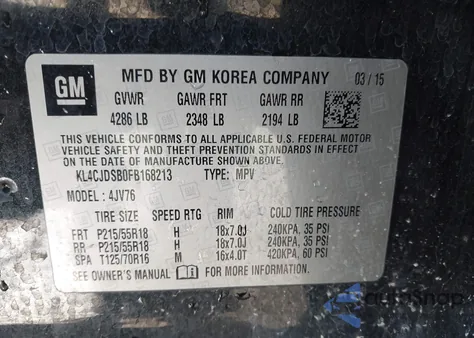 GM
MFD BY GM KOREA COMPANY 03/15
GVWR GAWR FRT GAWR RR
4286 LB 2348 LB 2194 LB
THIS VEHICLE CONFORMS TO ALL APPLICABLE U.S. FEDERAL MOTOR
VEHICLE SAFETY AND THEFT PREVENTION STANDARDS IN
EFFECT ON THE DATE OF MANUFACTURE SHOWN ABOVE.
KL4CJDSB0FB168213 TYPE: MPV
MODEL: 4JV76
TIRE SIZE SPEED RTG RIM COLD TIRE PRESSURE
FRT P215/55R18 H 18x7.0J 240KPA, 35 PSI
RR P215/55R18 H 18x7.0J 240KPA, 35 PSI
SPA T125/70R16 M 16x4.0T 420KPA, 60 PSI
SEE OWNER'S MANUAL FOR MORE INFORMATION
AutoSnap